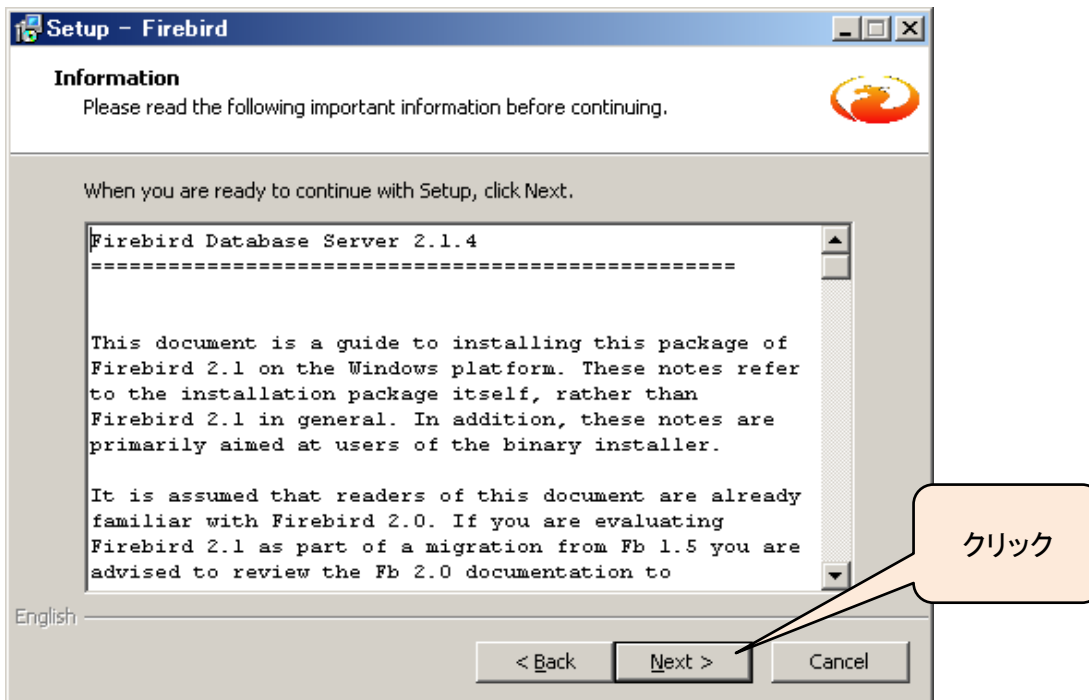 Setup - Firebird
Information
Please read the following important information before continuing.
When you are ready to continue with Setup, click Next.
Firebird Database Server 2.1.4
==================================================
This document is a guide to installing this package of
Firebird 2.1 on the Windows platform. These notes refer
to the installation package itself, rather than
Firebird 2.1 in general. In addition, these notes are
primarily aimed at users of the binary installer.
It is assumed that readers of this document are already
familiar with Firebird 2.0. If you are evaluating
Firebird 2.1 as part of a migration from Fb 1.5 you are
advised to review the Fb 2.0 documentation to
クリック
English
< Back
Next >
Cancel